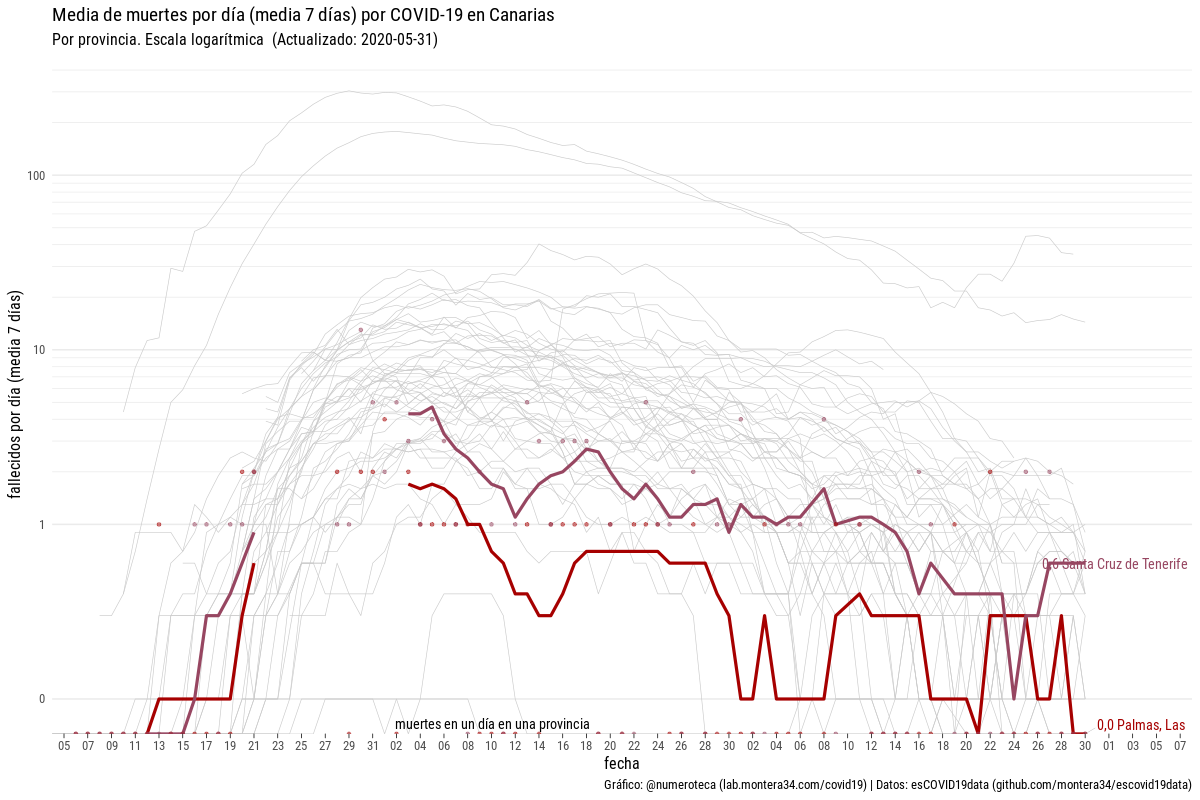 Media de muertes por día (media 7 días) por COVID-19 en Canarias
Por provincia. Escala logarítmica  (Actualizado: 2020-05-31)
fallecidos por día (media 7 días)
100
10
1
0
0,6 Santa Cruz de Tenerife
0,0 Palmas, Las
muertes en un día en una provincia
05 07 09 11 13 15 17 19 21 23 25 27 29 31 02 04 06 08 10 12 14 16 18 20 22 24 26 28 30 02 04 06 08 10 12 14 16 18 20 22 24 26 28 30 01 03 05 07
fecha
Gráfico: @numeroteca (lab.montera34.com/covid19) | Datos: esCOVID19data (github.com/montera34/escovid19data)